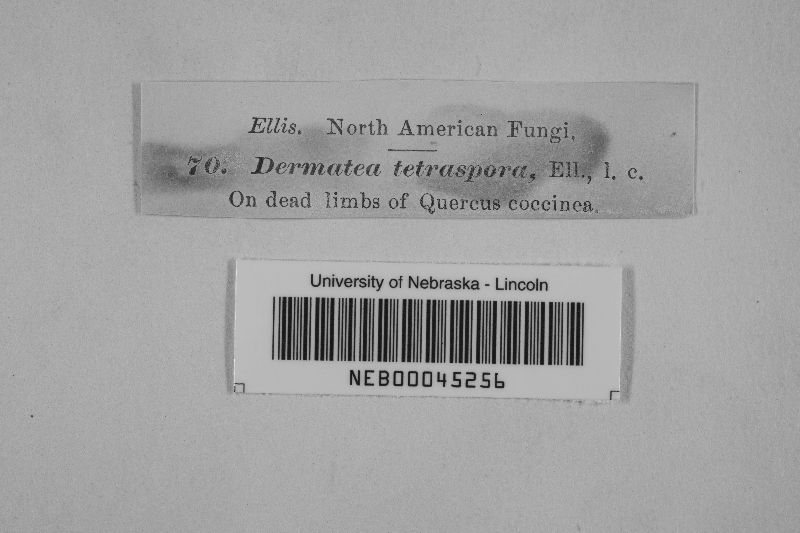 Ellis. North American Fungi,
70. Dermatea tetraspora, Ell., l. c.
On dead limbs of Quercus coccinea.
University of Nebraska - Lincoln
NEB00045256